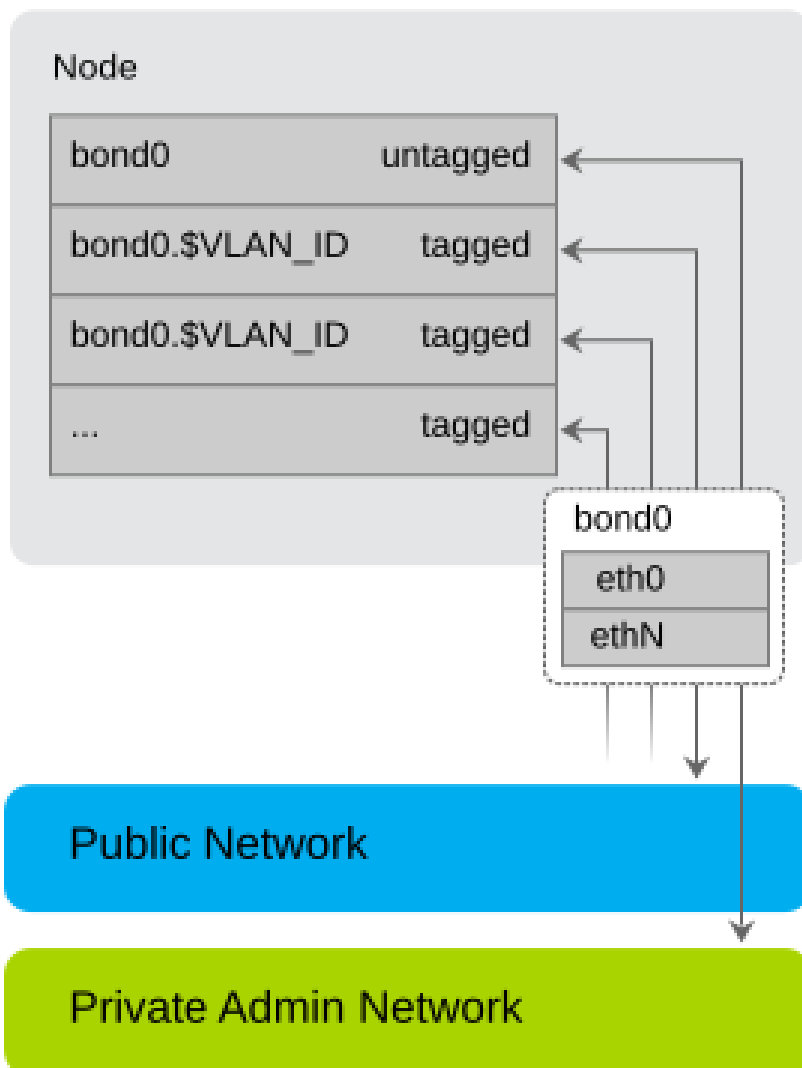 Node
bond0 untagged
bond0.$VLAN_ID tagged
bond0.$VLAN_ID tagged
... tagged
bond0
eth0
ethN
Public Network
Private Admin Network